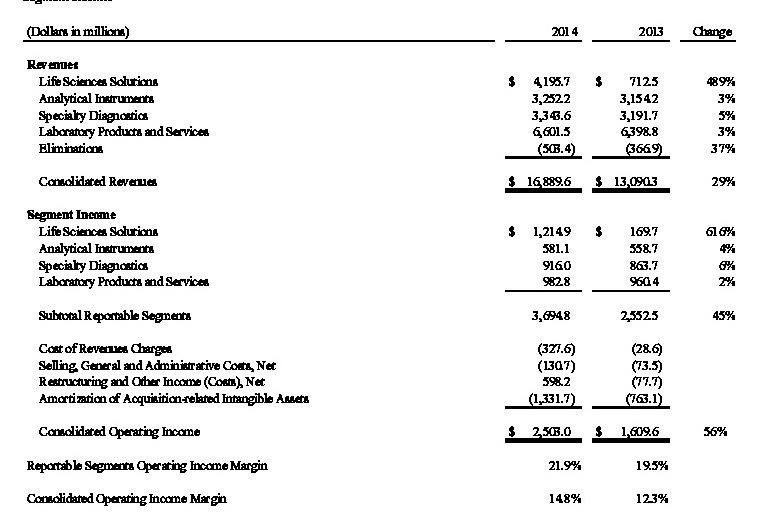 (Dollars in millions) 2014 2013 Change
Revenues
Life Sciences Solutions $ 4,195.7 $ 712.5 489%
Analytical Instruments 3,252.2 3,154.2 3%
Specialty Diagnostics 3,343.6 3,191.7 5%
Laboratory Products and Services 6,601.5 6,398.8 3%
Eliminations (503.4) (366.9) 37%
Consolidated Revenues $ 16,889.6 $ 13,090.3 29%
Segment Income
Life Sciences Solutions $ 1,214.9 $ 169.7 616%
Analytical Instruments 581.1 558.7 4%
Specialty Diagnostics 916.0 863.7 6%
Laboratory Products and Services 982.8 960.4 2%
Subtotal Reportable Segments 3,694.8 2,552.5 45%
Cost of Revenues Charges (327.6) (28.6)
Selling, General and Administrative Costs, Net (130.7) (73.5)
Restructuring and Other Income (Costs), Net 598.2 (77.7)
Amortization of Acquisition-related Intangible Assets (1,331.7) (763.1)
Consolidated Operating Income $ 2,503.0 $ 1,609.6 56%
Reportable Segments Operating Income Margin 21.9% 19.5%
Consolidated Operating Income Margin 14.8% 12.3%